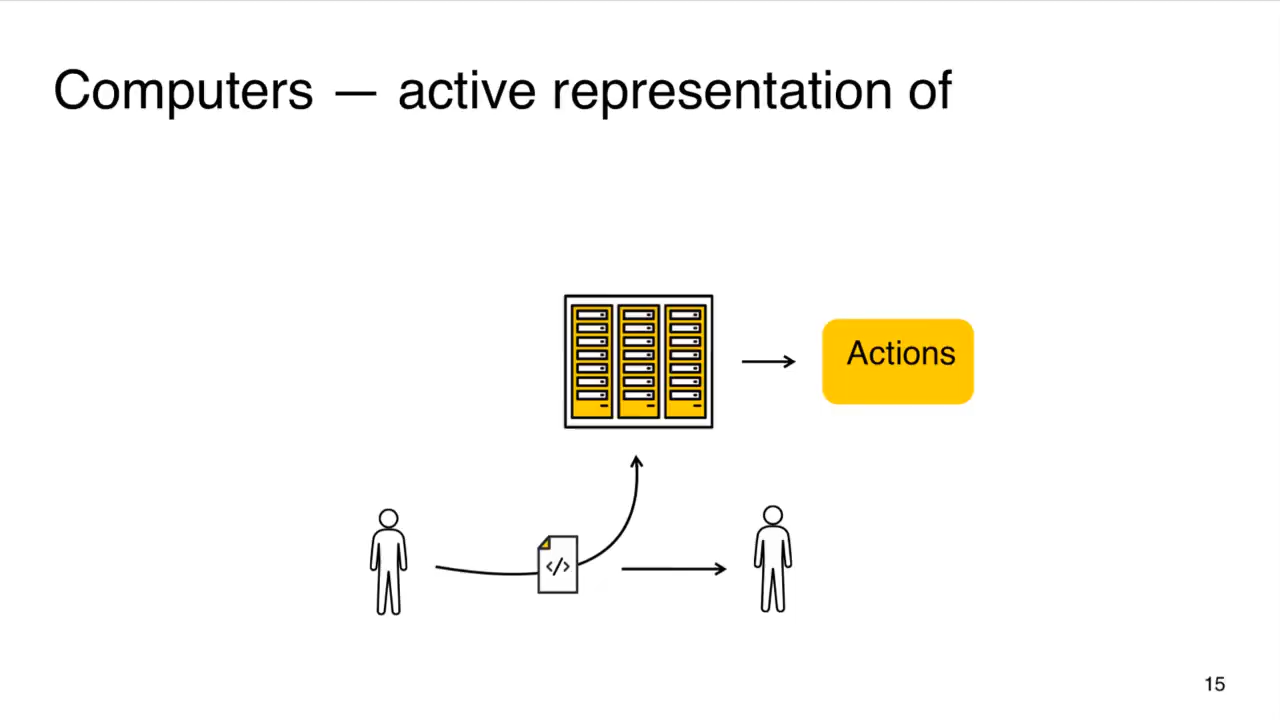 Computers — active representation of
Actions
</>
15